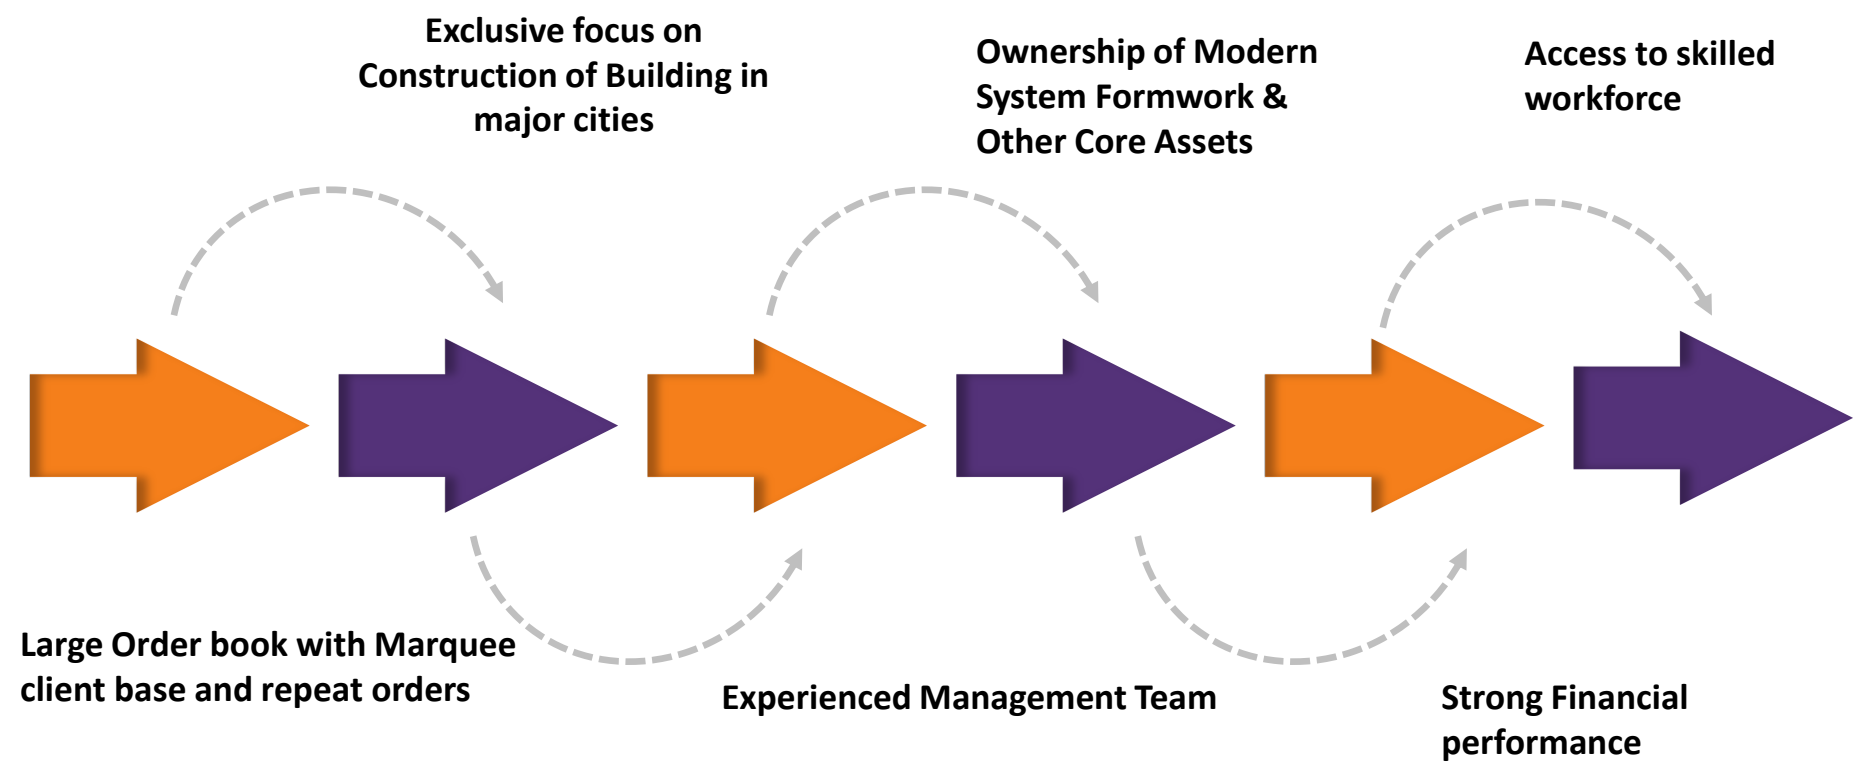 Exclusive focus on
Construction of Building in
major cities
Ownership of Modern
System Formwork &
Other Core Assets
Access to skilled
workforce
Large Order book with Marquee
client base and repeat orders
Experienced Management Team
Strong Financial
performance